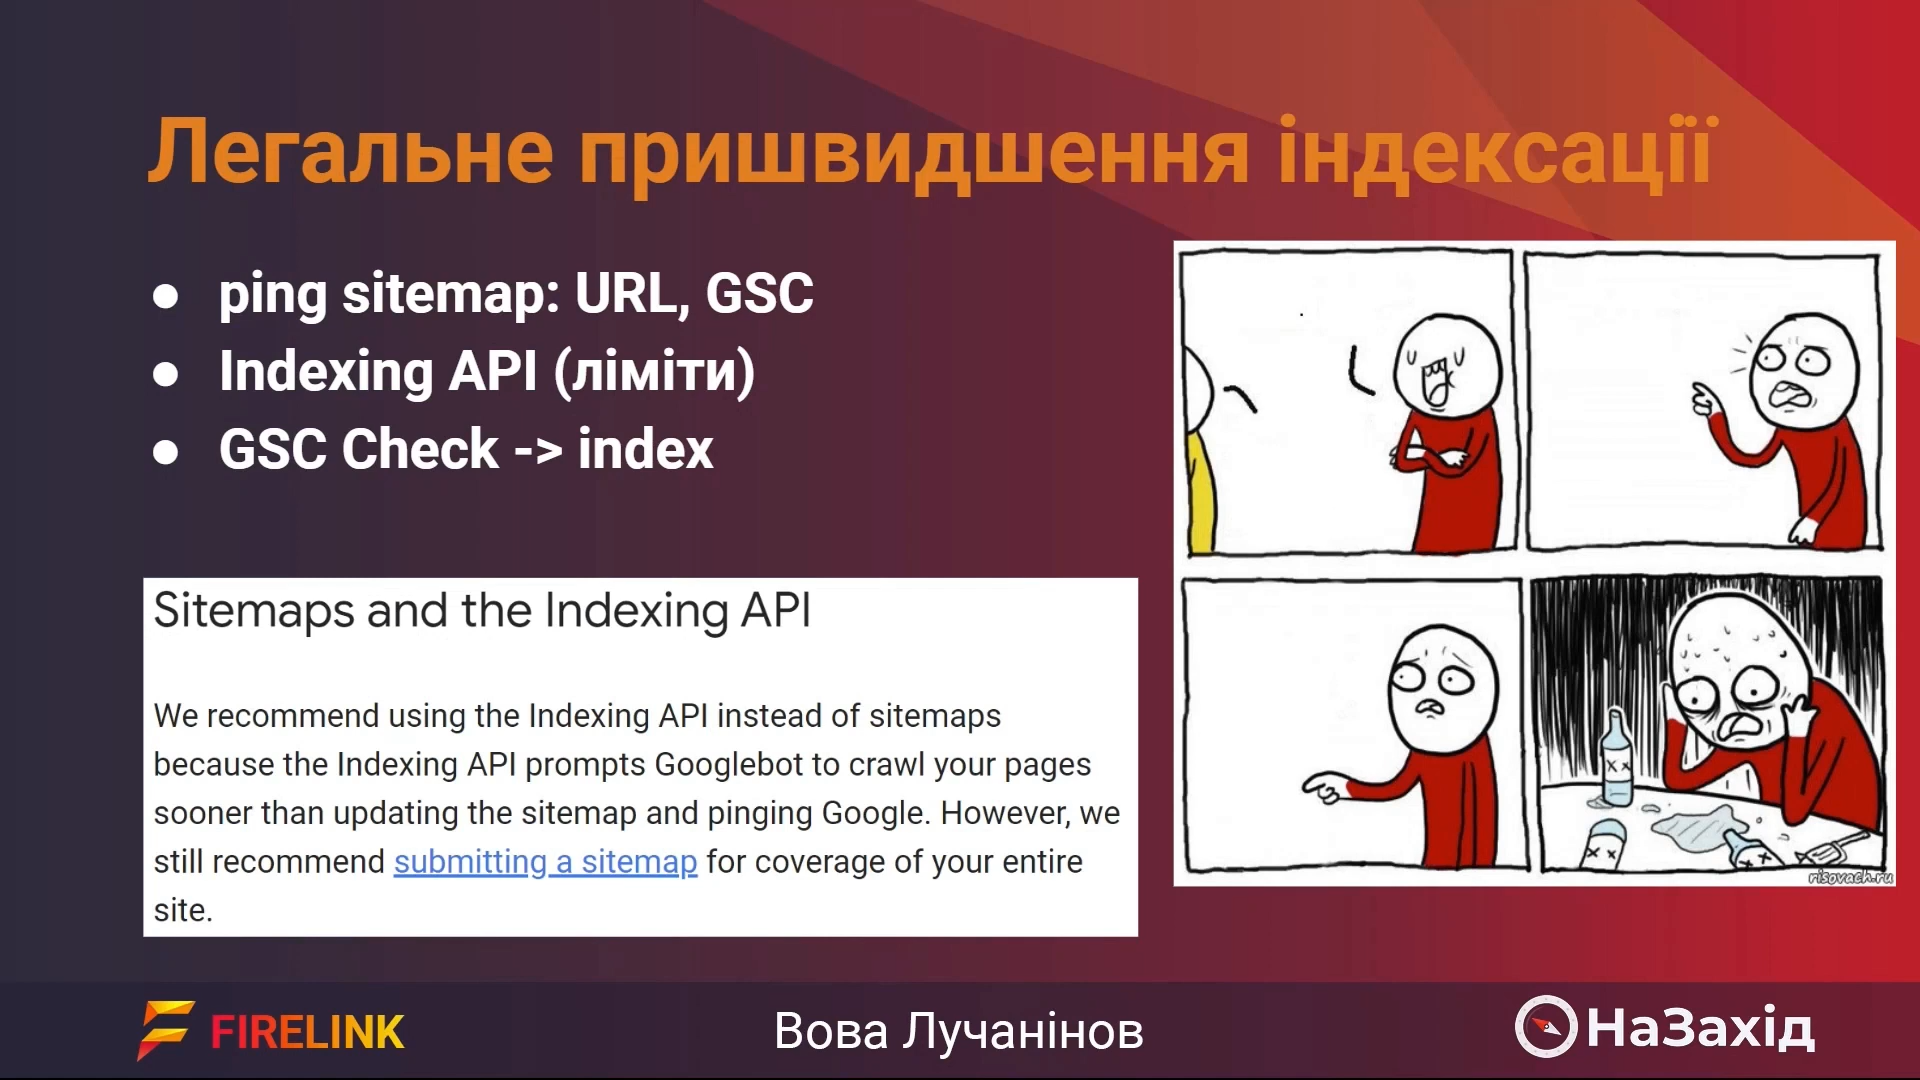 Легальне пришвидшення індексації
● ping sitemap: URL, GSC
● Indexing API (ліміти)
● GSC Check -> index
Sitemaps and the Indexing API
We recommend using the Indexing API instead of sitemaps
because the Indexing API prompts Googlebot to crawl your pages
sooner than updating the sitemap and pinging Google. However, we
still recommend submitting a sitemap for coverage of your entire
site.
risovach.ru
FIRELINK
Вова Лучанінов
НаЗахід